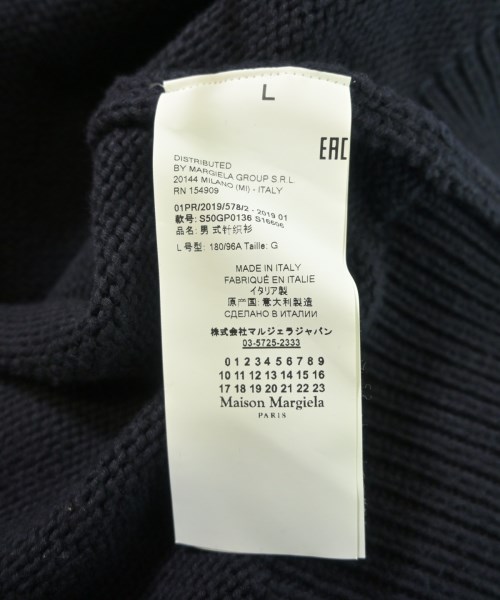 L
EAC
DISTRIBUTED
BY MARGIELA GROUP S.R.L.
20144 MILANO (MI) - ITALY
RN 154909
01PR/2019/578/2 - 2019 01
款号: S50GP0136 S16666
品名: 男式针织衫
L 号型: 180/96A Taille: G
MADE IN ITALY
FABRIQUÉ EN ITALIE
イタリア製
原产国: 意大利製造
СДЕЛАНО В ИТАЛИИ
株式会社マルジェラジャパン
03-5725-2333
0 1 2 3 4 5 6 7 8 9
10 11 12 13 14 15 16
17 18 19 20 21 22 23
Maison Margiela
PARIS